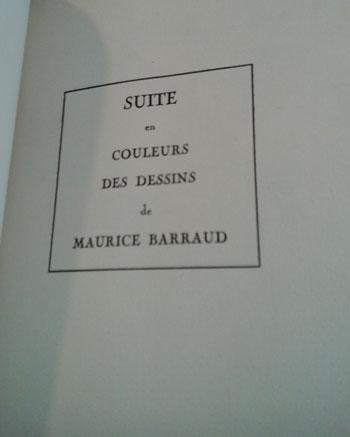 SUITE
en
COULEURS
DES DESSINS
de
MAURICE BARRAUD